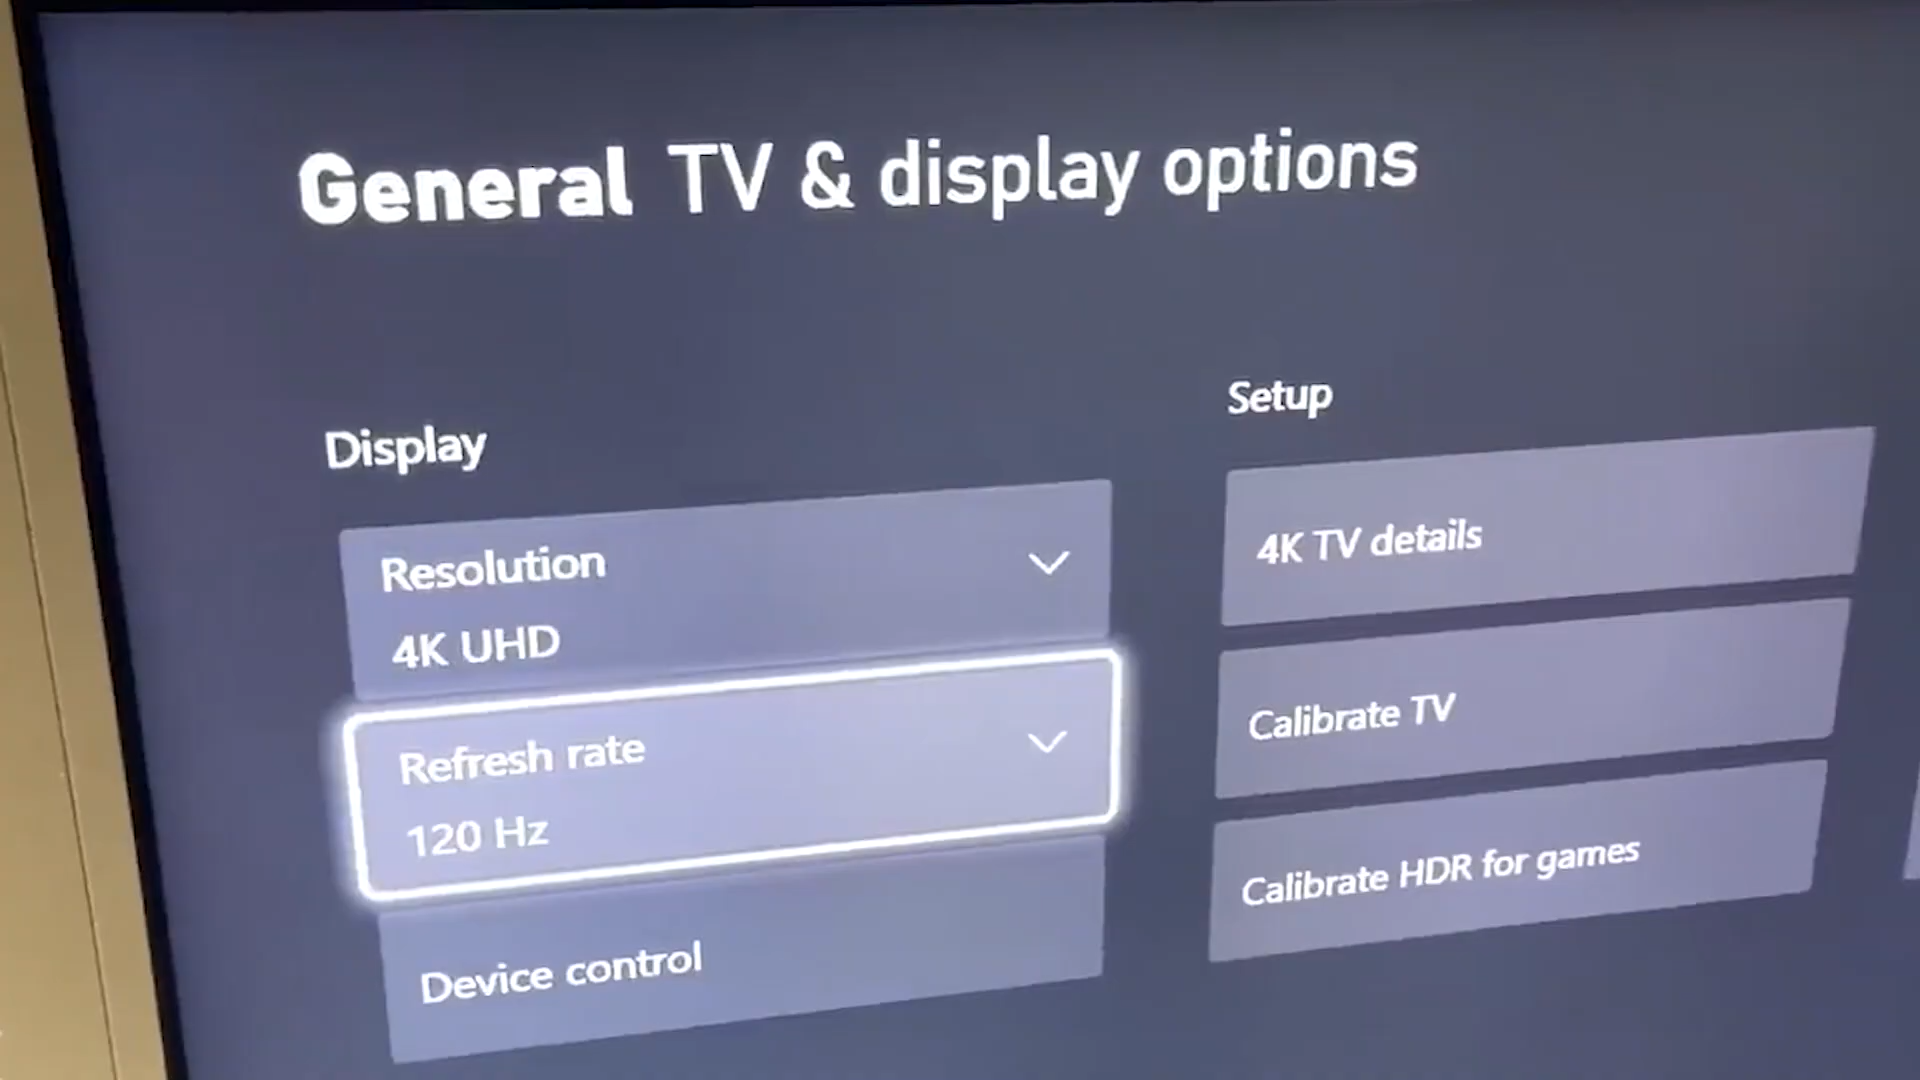 General TV & display options
Display
Resolution
4K UHD
Refresh rate
120 Hz
Device control
Setup
4K TV details
Calibrate TV
Calibrate HDR for games